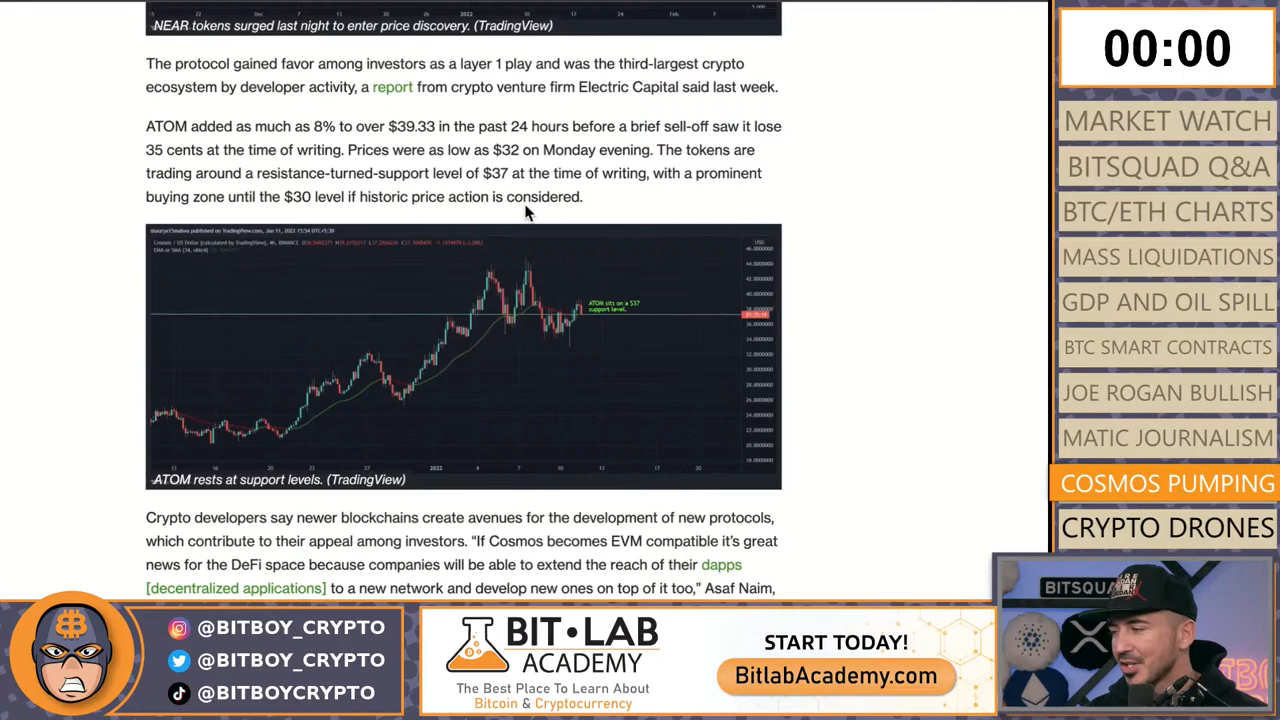 NEAR tokens surged last night to enter price discovery. (TradingView)
The protocol gained favor among investors as a layer 1 play and was the third-largest crypto
ecosystem by developer activity, a report from crypto venture firm Electric Capital said last week.
ATOM added as much as 8% to over $39.33 in the past 24 hours before a brief sell-off saw it lose
35 cents at the time of writing. Prices were as low as $32 on Monday evening. The tokens are
trading around a resistance-turned-support level of $37 at the time of writing, with a prominent
buying zone until the $30 level if historic price action is considered.
ATOM sits on a $37
support level.
ATOM rests at support levels. (TradingView)
Crypto developers say newer blockchains create avenues for the development of new protocols,
which contribute to their appeal among investors. “If Cosmos becomes EVM compatible it’s great
news for the DeFi space because companies will be able to extend the reach of their dapps
[decentralized applications] to a new network and develop new ones on top of it too,” Asaf Naim,
00:00
MARKET WATCH
BITSQUAD Q&A
BTC/ETH CHARTS
MASS LIQUIDATIONS
GDP AND OIL SPILL
BTC SMART CONTRACTS
JOE ROGAN BULLISH
MATIC JOURNALISM
COSMOS PUMPING
CRYPTO DRONES
@BITBOY_CRYPTO
@BITBOY_CRYPTO
@BITBOYCRYPTO
BIT•LAB
ACADEMY
The Best Place To Learn About
Bitcoin & Cryptocurrency
START TODAY!
BitlabAcademy.com